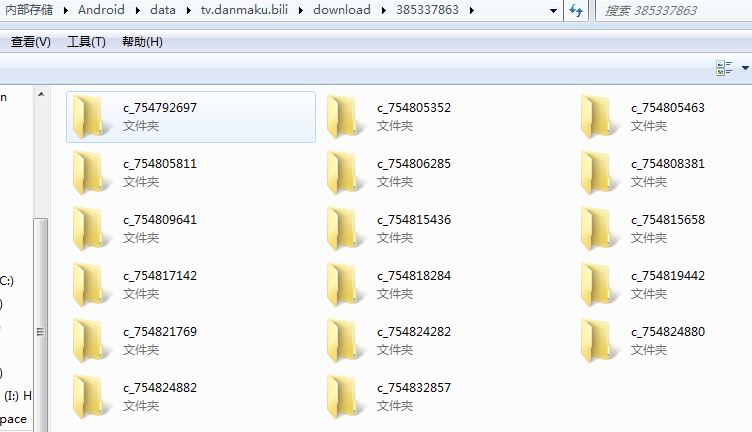 内部存储 ▸ Android ▸ data ▸ tv.danmaku.bili ▸ download ▸ 385337863 ▸ 搜索 385337863
查看(V) 工具(T) 帮助(H)
n
c_754792697 c_754805352 c_754805463
文件夹 文件夹 文件夹
c_754805811 c_754806285 c_754808381
文件夹 文件夹 文件夹
c_754809641 c_754815436 c_754815658
文件夹 文件夹 文件夹
C:) c_754817142 c_754818284 c_754819442
) 文件夹 文件夹 文件夹
c_754821769 c_754824282 c_754824880
文件夹 文件夹 文件夹
)
c_754824882 c_754832857
(I:) H 文件夹 文件夹
pace